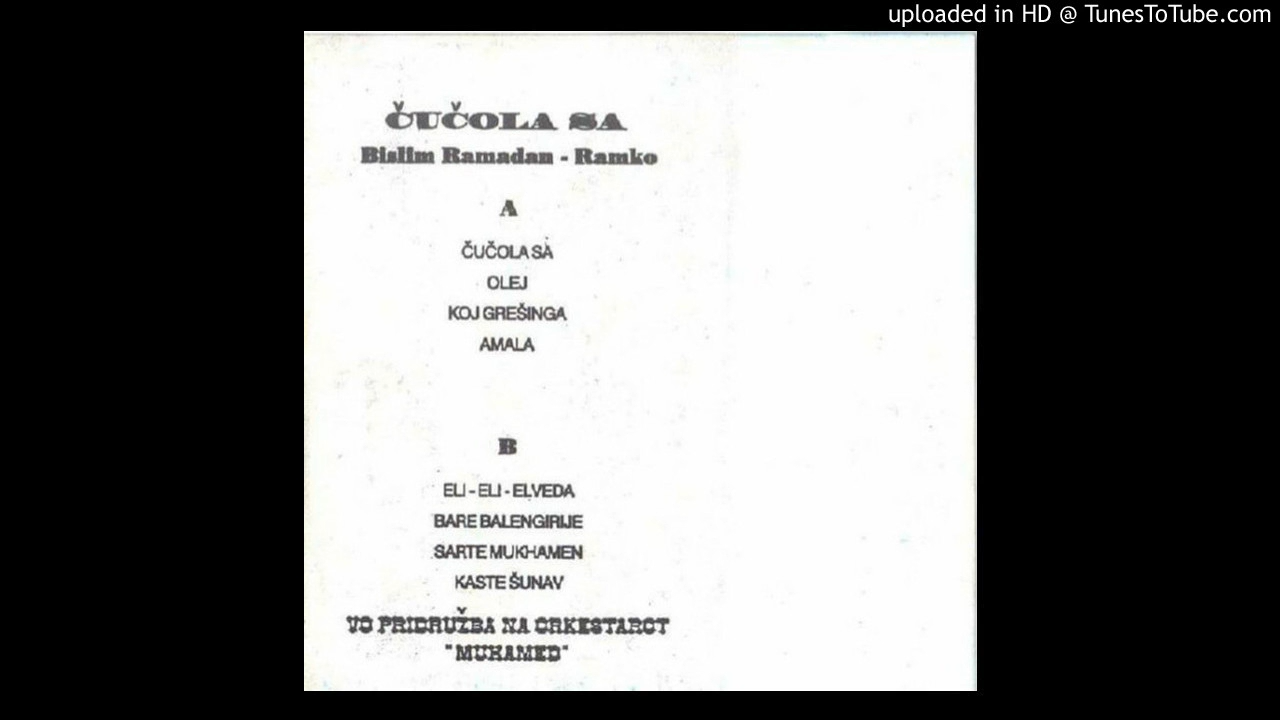 uploaded in HD @ TunesToTube.com
ČUČOLA SA
Bislim Ramadan - Ramko
A
ČUČOLA SA
OLEJ
KOJ GREŠINGA
AMALA
B
ELI - ELI - ELVEDA
BARE BALENGIRIJE
SARTE MUKHAMEN
KASTE ŠUNAV
VO PRIDRUŽBA NA ORKESTAROT
"MUHAMED"